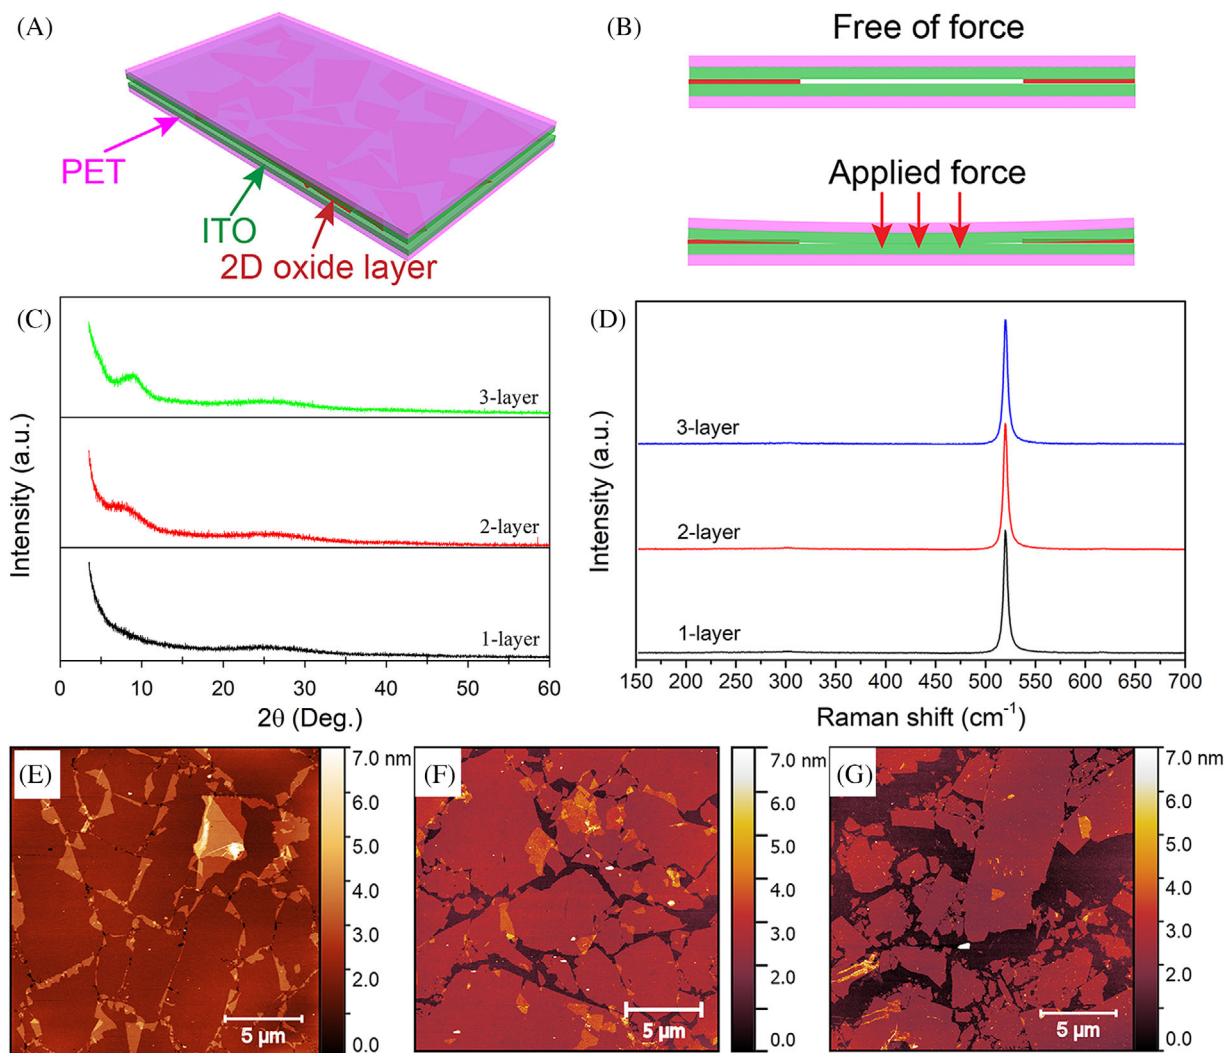 (A)
PET
ITO
2D oxide layer
(B)
Free of force
Applied force
(C)
Intensity (a.u.)
3-layer
2-layer
1-layer
0 10 20 30 40 50 60
2θ (Deg.)
(D)
Intensity (a.u.)
3-layer
2-layer
1-layer
150 200 250 300 350 400 450 500 550 600 650 700
Raman shift (cm⁻¹)
(E)
7.0 nm
6.0
5.0
4.0
3.0
2.0
1.0
0.0
5 µm
(F)
7.0 nm
6.0
5.0
4.0
3.0
2.0
1.0
0.0
5 µm
(G)
7.0 nm
6.0
5.0
4.0
3.0
2.0
1.0
0.0
5 µm